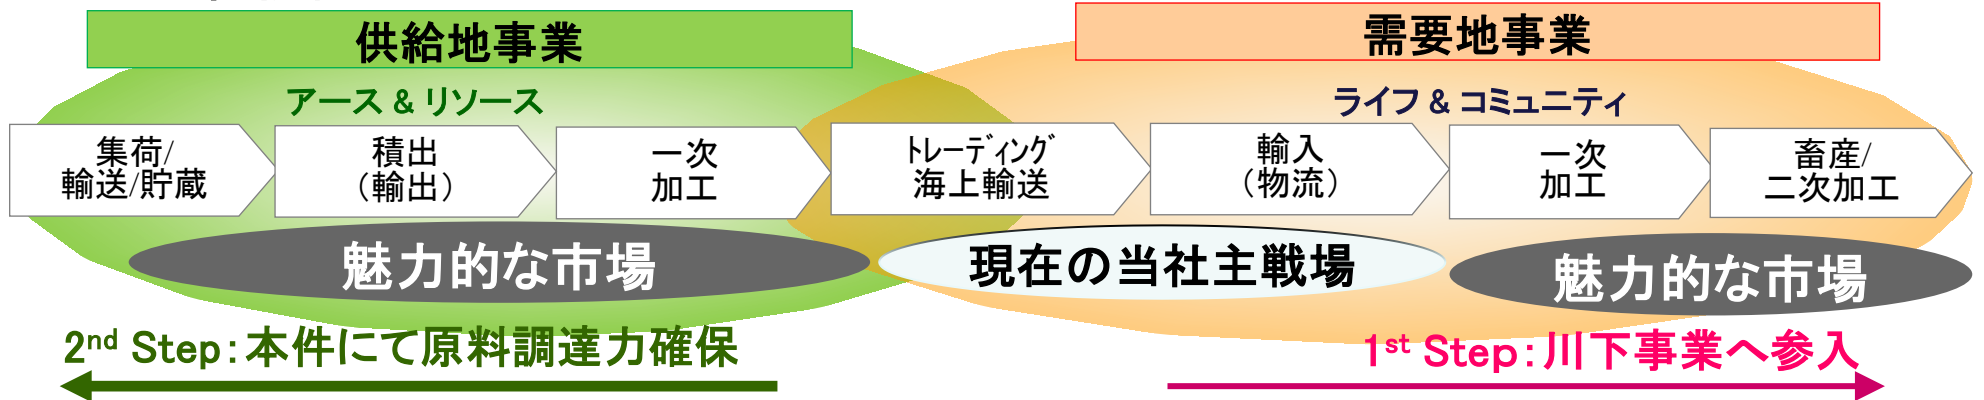 供給地事業
需要地事業
アース & リソース
ライフ & コミュニティ
集荷/
輸送/貯蔵
積出
（輸出）
一次
加工
ﾄﾚｰﾃﾞｨﾝｸﾞ
海上輸送
輸入
（物流）
一次
加工
畜産/
二次加工
魅力的な市場
現在の当社主戦場
魅力的な市場
2nd Step：本件にて原料調達力確保
1st Step：川下事業へ参入